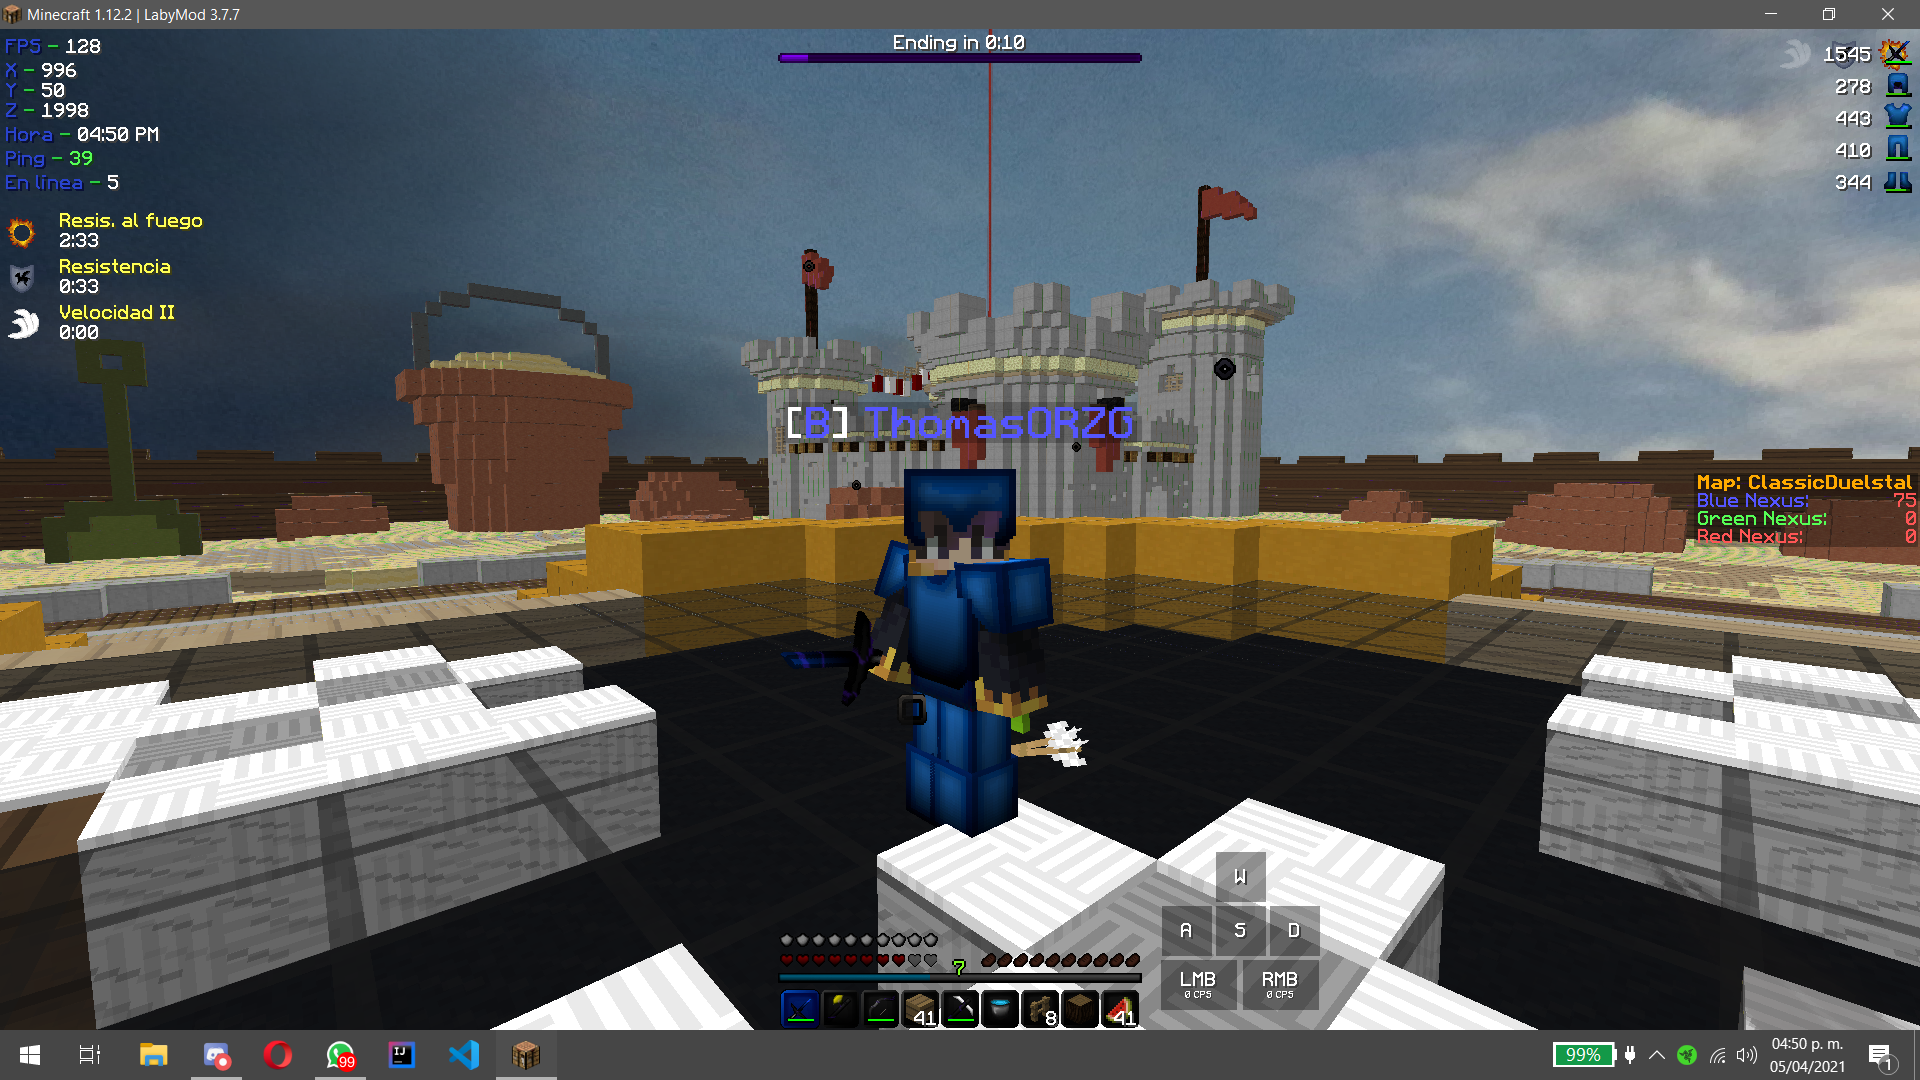 Minecraft 1.12.2 | LabyMod 3.7.7
FPS - 128
X - 996
Y - 50
Z - 1998
Hora - 04:50 PM
Ping - 39
En línea - 5
Resis. al fuego
2:33
Resistencia
0:33
Velocidad II
0:00
Ending in 0:10
1545
278
443
410
344
[B] ThomasORZG
Map: ClassicDuelstal
Blue Nexus: 75
Green Nexus: 0
Red Nexus: 0
W
A S D
LMB RMB
0 CPS 0 CPS
7
41 8 41
99
IJ
99%
04:50 p. m.
05/04/2021
1